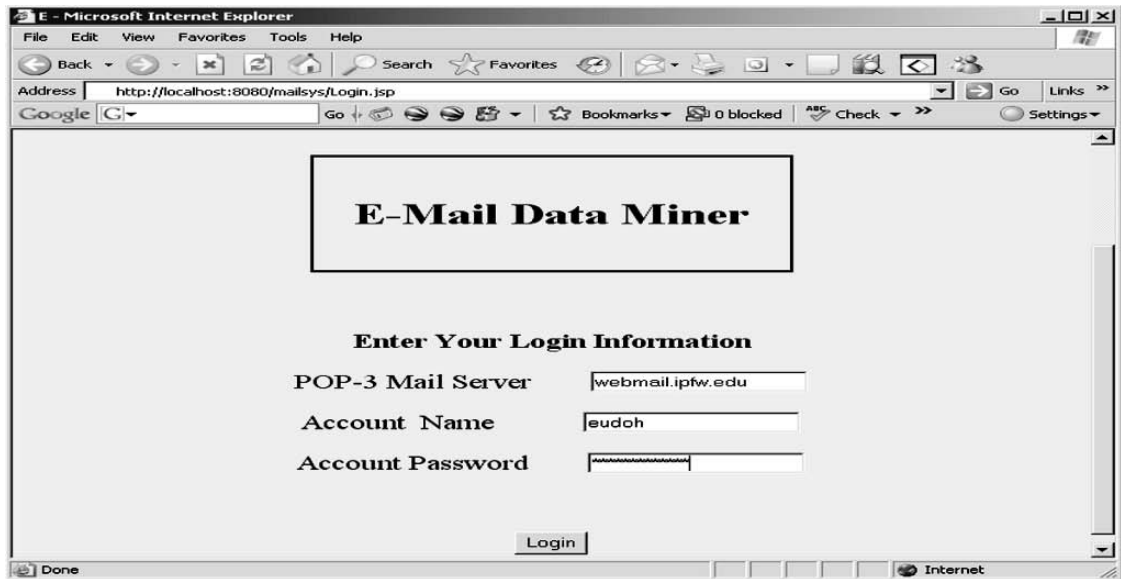 E - Microsoft Internet Explorer
File Edit View Favorites Tools Help
Back Search Favorites
Address http://localhost:8080/mailsys/Login.jsp Go Links »
Google G Go Bookmarks 0 blocked ABC Check » Settings
E-Mail Data Miner
Enter Your Login Information
POP-3 Mail Server webmail.ipfw.edu
Account Name eudoh
Account Password
Login
Done Internet